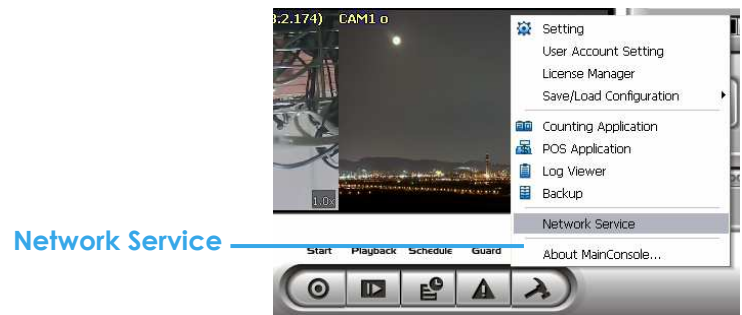 3.2.174) CAM1 o
Setting
User Account Setting
License Manager
Save/Load Configuration
Counting Application
POS Application
Log Viewer
Backup
Network Service
About MainConsole...
1.0x
Network Service
Start Playback Schedule Guard